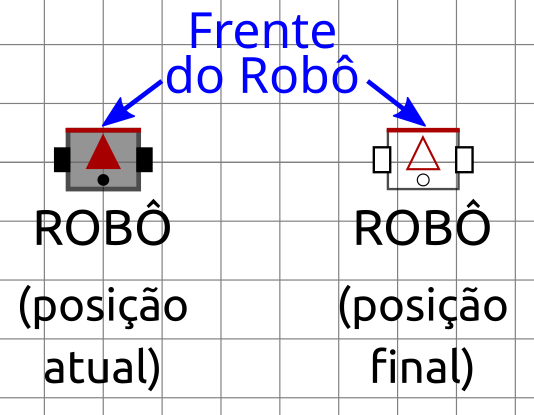 Frente
do Robô
ROBÔ
(posição
atual)
ROBÔ
(posição
final)